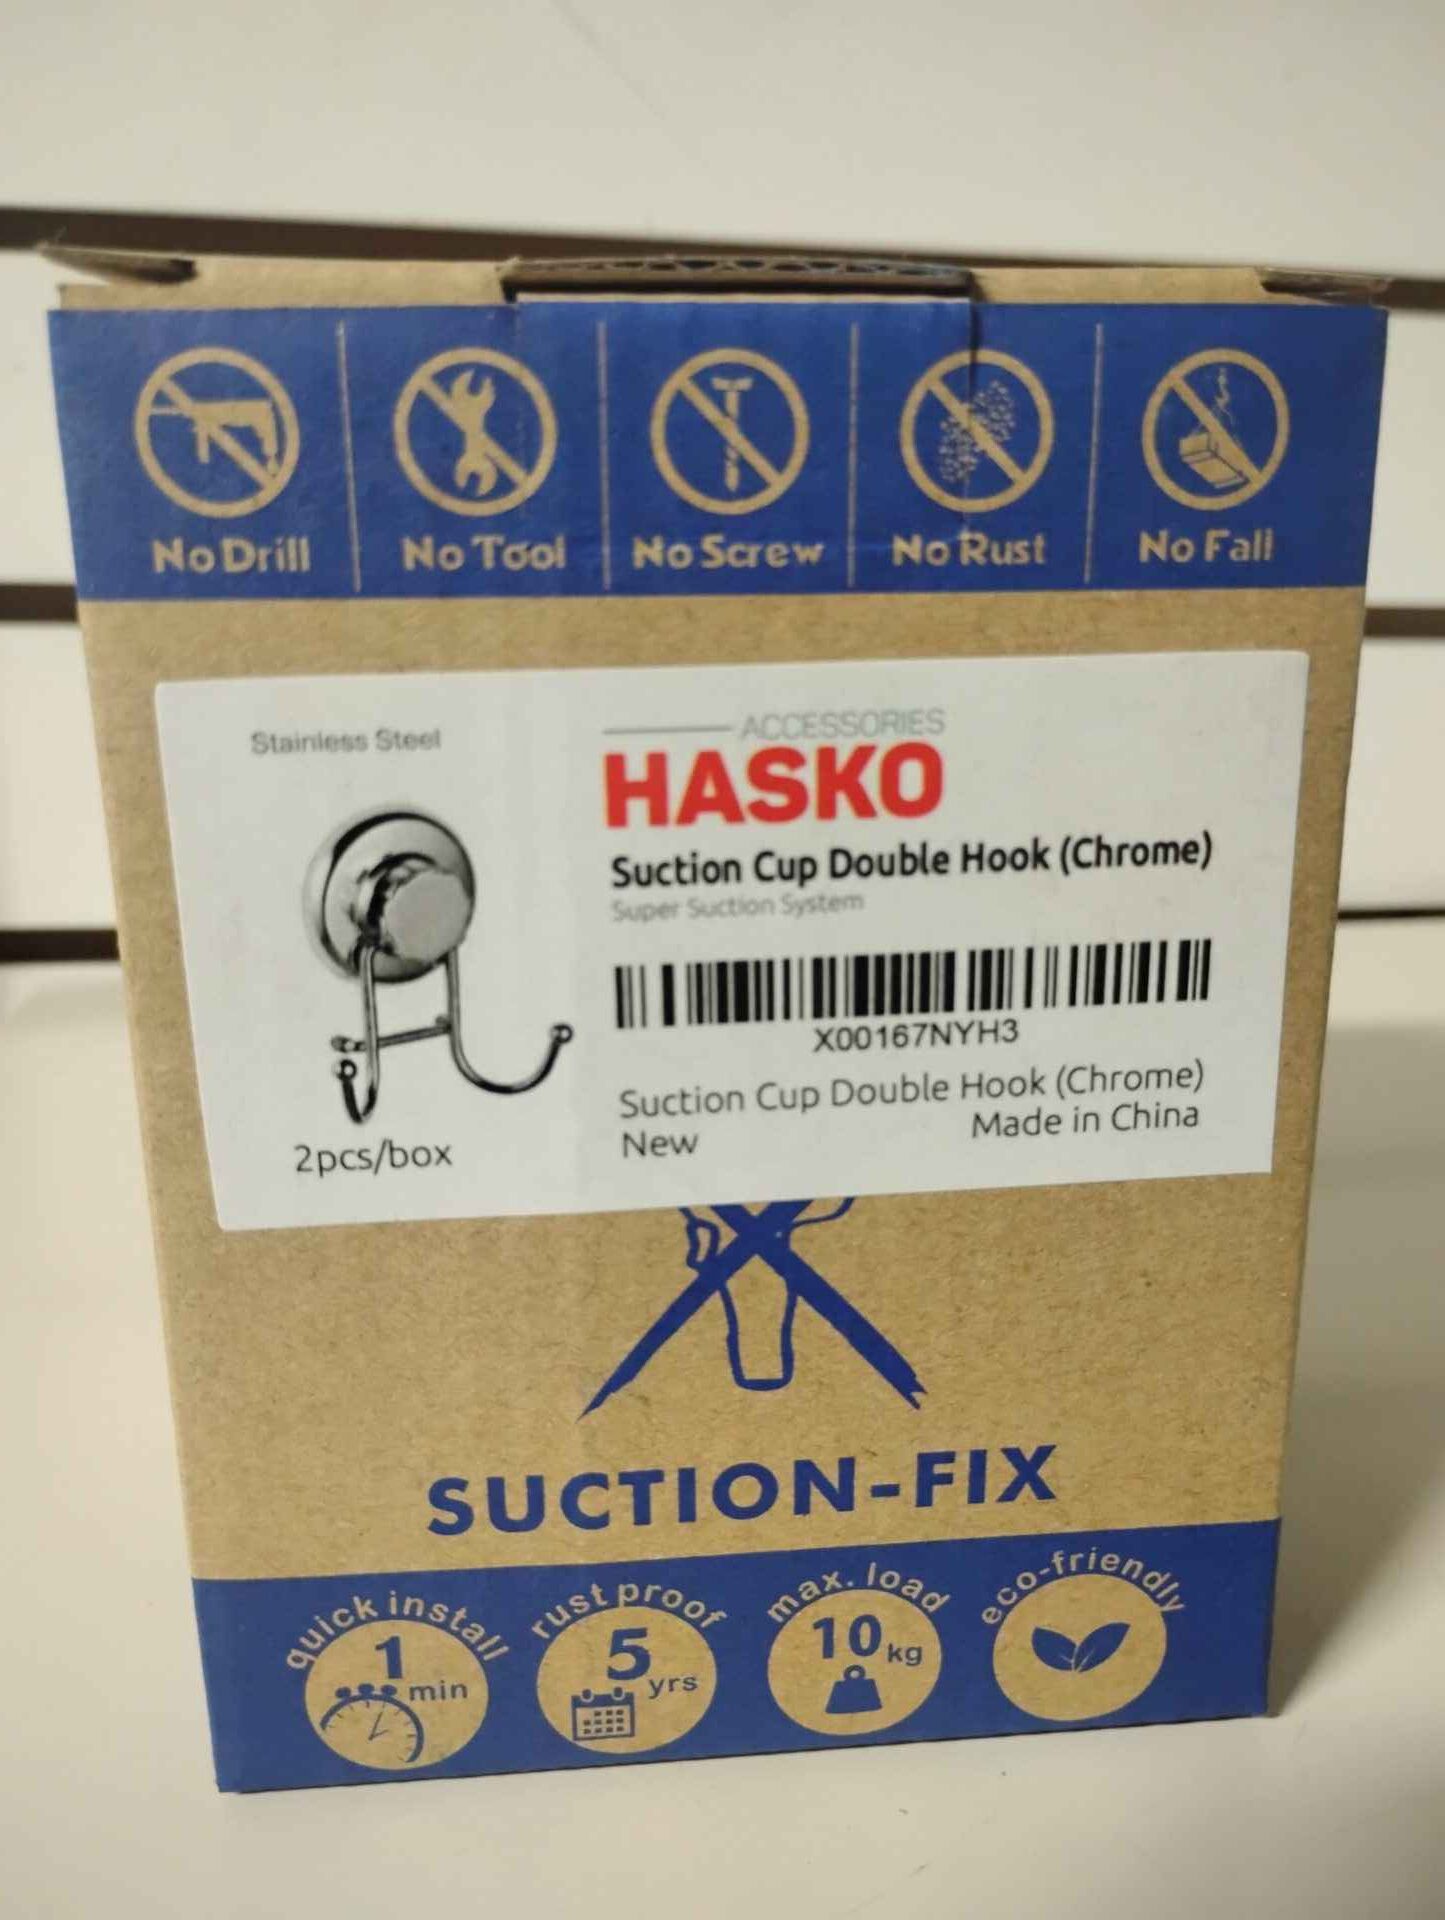 No Drill
No Tool
No Screw
No Rust
No Fall
Stainless Steel
2pcs/box
ACCESSORIES
HASKO
Suction Cup Double Hook (Chrome)
Super Suction System
X00167NYH3
Suction Cup Double Hook (Chrome)
New
Made in China
SUCTION-FIX
quick install
1 min
rust proof
5 yrs
max. load
10 kg
eco-friendly